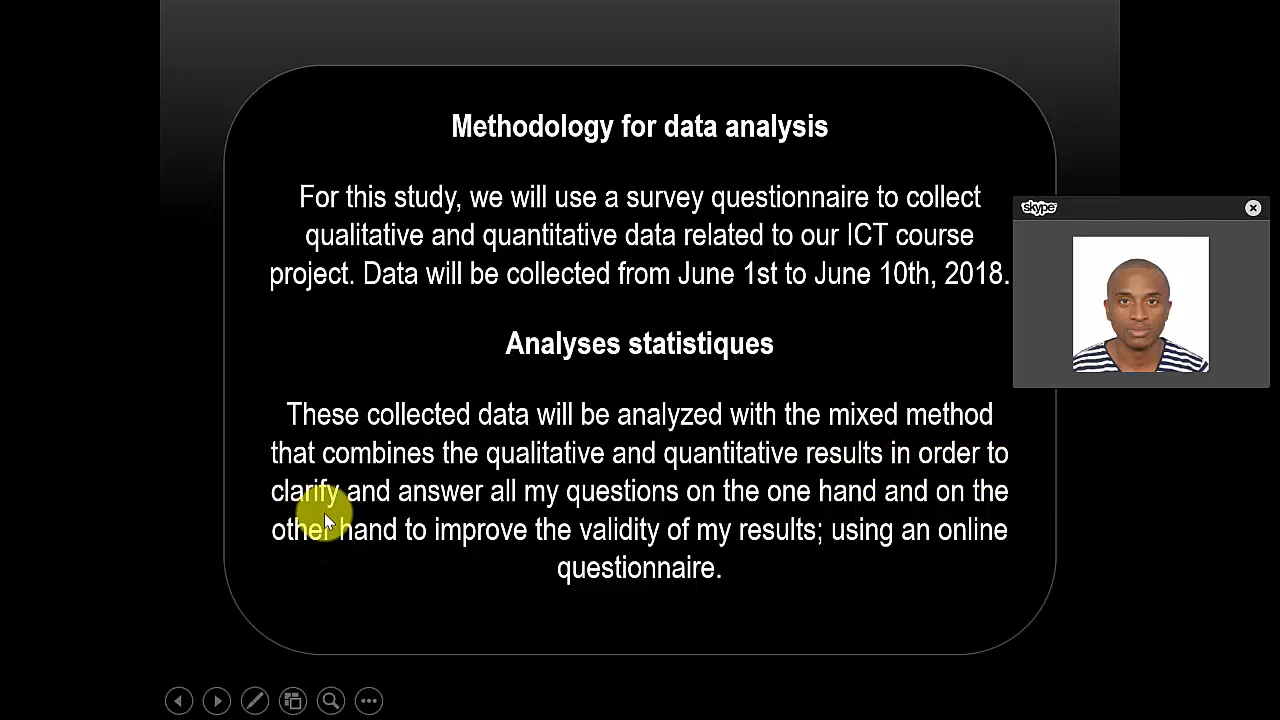 Methodology for data analysis
For this study, we will use a survey questionnaire to collect
qualitative and quantitative data related to our ICT course
project. Data will be collected from June 1st to June 10th, 2018.
skype
Analyses statistiques
These collected data will be analyzed with the mixed method
that combines the qualitative and quantitative results in order to
clarify and answer all my questions on the one hand and on the
other hand to improve the validity of my results; using an online
questionnaire.